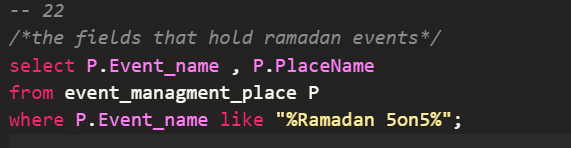 -- 22
/*the fields that hold ramadan events*/
select P.Event_name , P.PlaceName
from event_managment_place P
where P.Event_name like "%Ramadan 5on5%";